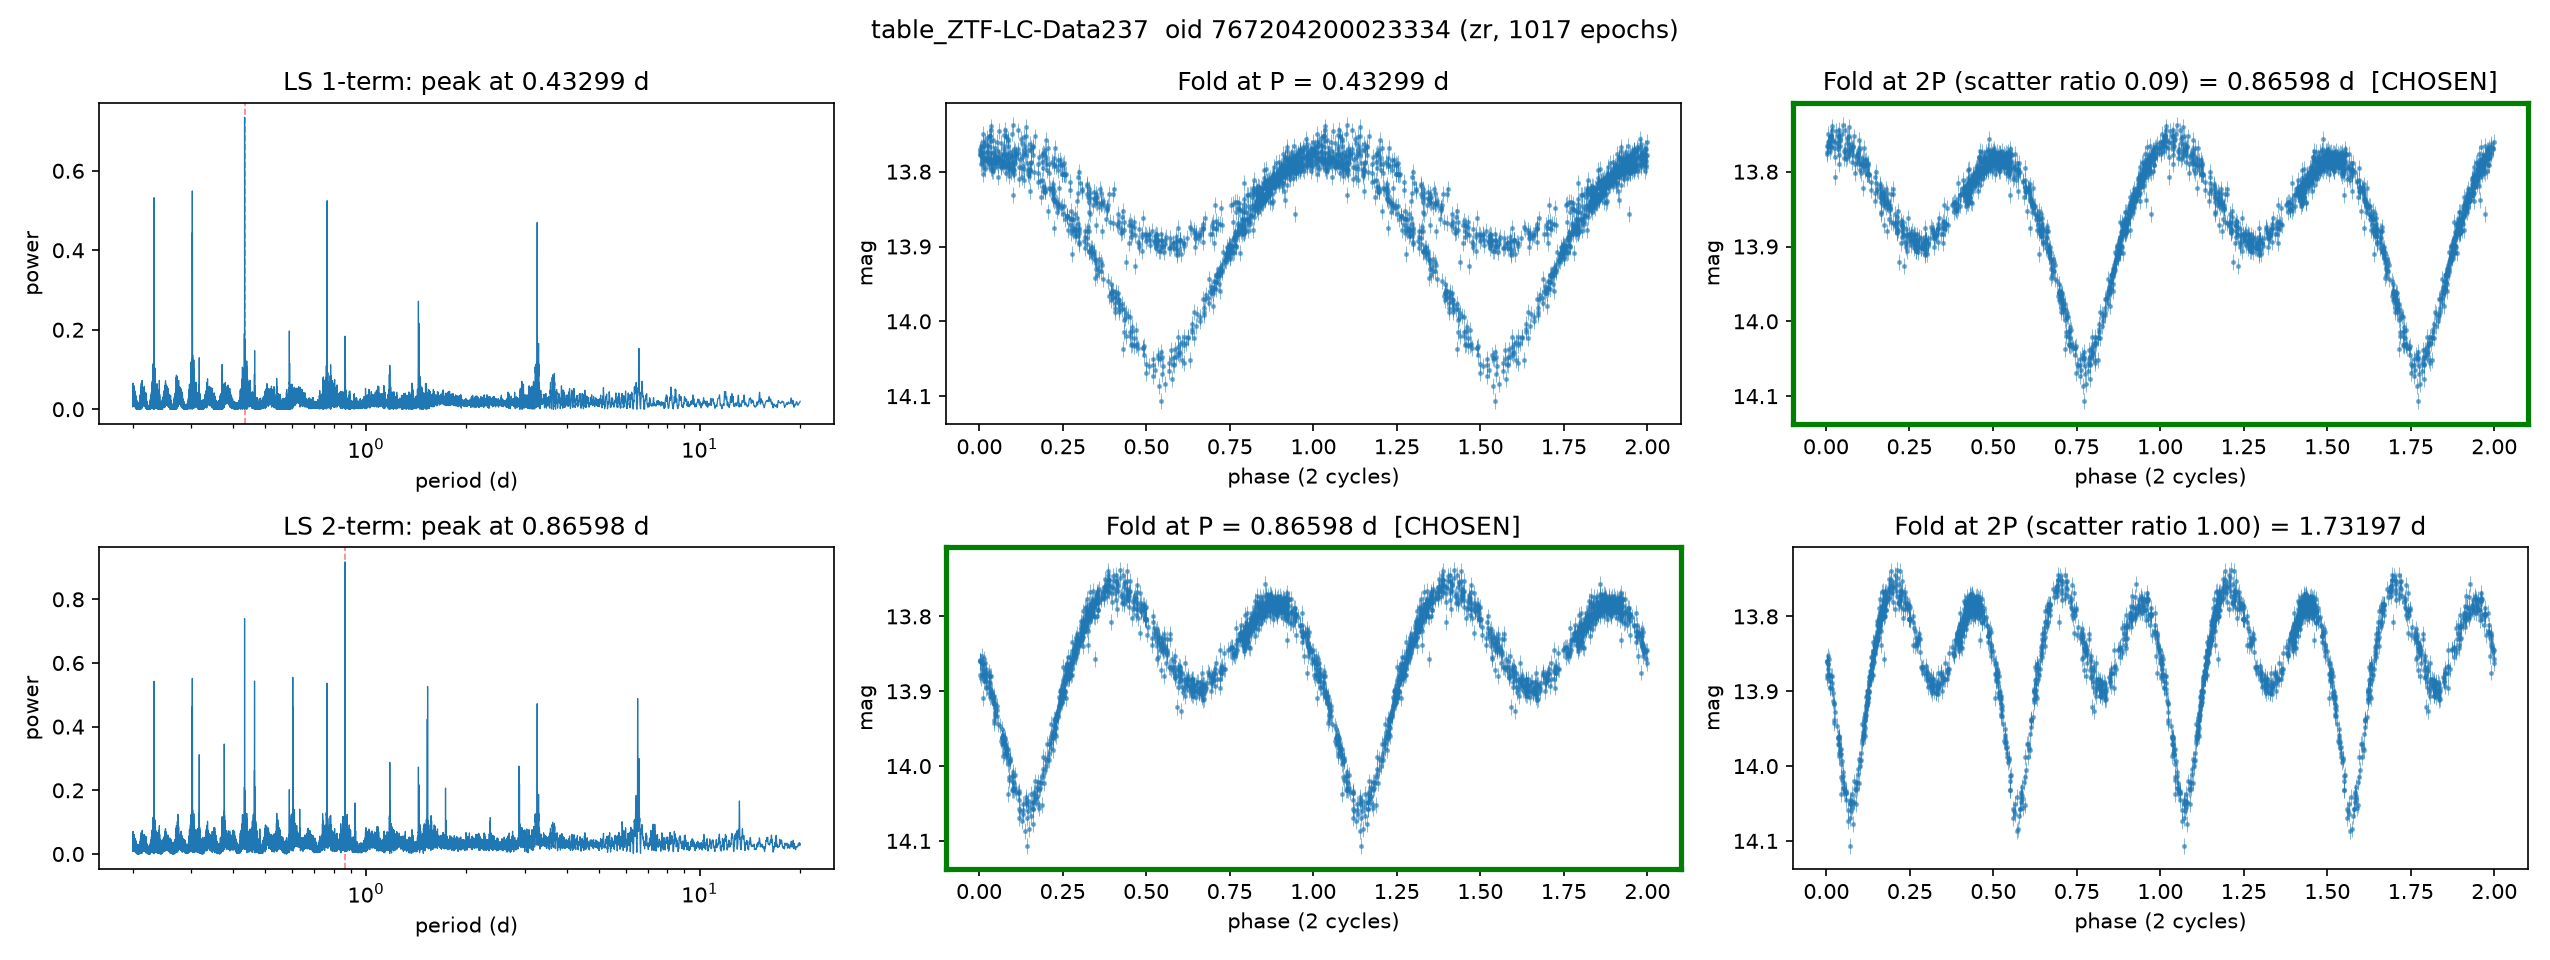 table_ZTF-LC-Data237  oid 767204200023334 (zr, 1017 epochs)
LS 1-term: peak at 0.43299 d
Fold at P = 0.43299 d
Fold at 2P (scatter ratio 0.09) = 0.86598 d  [CHOSEN]
power
0.6
0.4
0.2
0.0
10⁰
10¹
period (d)
mag
13.8
13.9
14.0
14.1
0.00 0.25 0.50 0.75 1.00 1.25 1.50 1.75 2.00
phase (2 cycles)
mag
13.8
13.9
14.0
14.1
0.00 0.25 0.50 0.75 1.00 1.25 1.50 1.75 2.00
phase (2 cycles)
LS 2-term: peak at 0.86598 d
Fold at P = 0.86598 d  [CHOSEN]
Fold at 2P (scatter ratio 1.00) = 1.73197 d
power
0.8
0.6
0.4
0.2
0.0
10⁰
10¹
period (d)
mag
13.8
13.9
14.0
14.1
0.00 0.25 0.50 0.75 1.00 1.25 1.50 1.75 2.00
phase (2 cycles)
mag
13.8
13.9
14.0
14.1
0.00 0.25 0.50 0.75 1.00 1.25 1.50 1.75 2.00
phase (2 cycles)